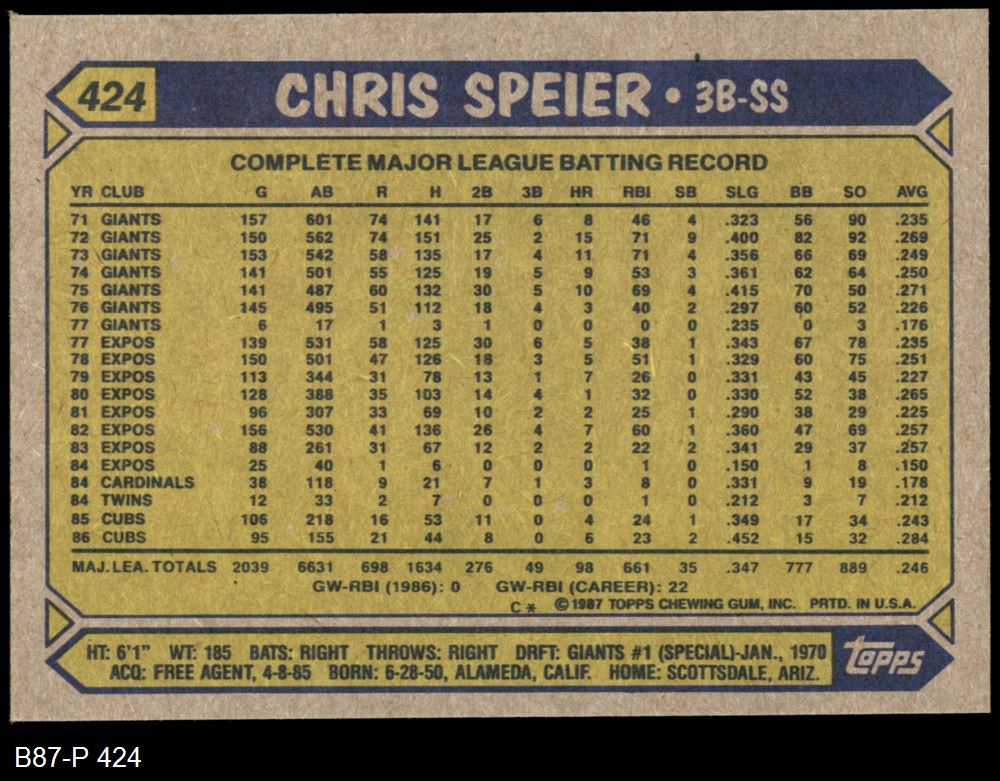 424 CHRIS SPEIER • 3B-SS
COMPLETE MAJOR LEAGUE BATTING RECORD
YR CLUB G AB R H 2B 3B HR RBI SB SLG BB SO AVG
71 GIANTS 157 601 74 141 17 6 8 46 4 .323 56 90 .235
72 GIANTS 150 562 74 151 25 2 15 71 9 .400 82 92 .269
73 GIANTS 153 542 58 135 17 4 11 71 4 .356 66 69 .249
74 GIANTS 141 501 55 125 19 5 9 53 3 .361 62 64 .250
75 GIANTS 141 487 60 132 30 5 10 69 4 .415 70 50 .271
76 GIANTS 145 495 51 112 18 4 3 40 2 .297 60 52 .226
77 GIANTS 6 17 1 3 1 0 0 0 0 .235 0 3 .176
77 EXPOS 139 531 58 125 30 6 5 38 1 .343 67 78 .235
78 EXPOS 150 501 47 126 18 3 5 51 1 .329 60 75 .251
79 EXPOS 113 344 31 78 13 1 7 26 0 .331 43 45 .227
80 EXPOS 128 388 35 103 14 4 1 32 0 .330 52 38 .265
81 EXPOS 96 307 33 69 10 2 2 25 1 .290 38 29 .225
82 EXPOS 156 530 41 136 26 4 7 60 1 .360 47 69 .257
83 EXPOS 88 261 31 67 12 2 2 22 2 .341 29 37 .257
84 EXPOS 25 40 1 6 0 0 0 1 0 .150 1 8 .150
84 CARDINALS 38 118 9 21 7 1 3 8 0 .331 9 19 .178
84 TWINS 12 33 2 7 0 0 0 1 0 .212 3 7 .212
85 CUBS 106 218 16 53 11 0 4 24 1 .349 17 34 .243
86 CUBS 95 155 21 44 8 0 6 23 2 .452 15 32 .284
MAJ. LEA. TOTALS 2039 6631 698 1634 276 49 98 661 35 .347 777 889 .246
GW-RBI (1986): 0 GW-RBI (CAREER): 22
C * © 1987 TOPPS CHEWING GUM, INC. PRTD. IN U.S.A.
HT: 6'1" WT: 185 BATS: RIGHT THROWS: RIGHT DRFT: GIANTS #1 (SPECIAL)-JAN., 1970
ACQ: FREE AGENT, 4-8-85 BORN: 6-28-50, ALAMEDA, CALIF. HOME: SCOTTSDALE, ARIZ.
TOPPS
B87-P 424